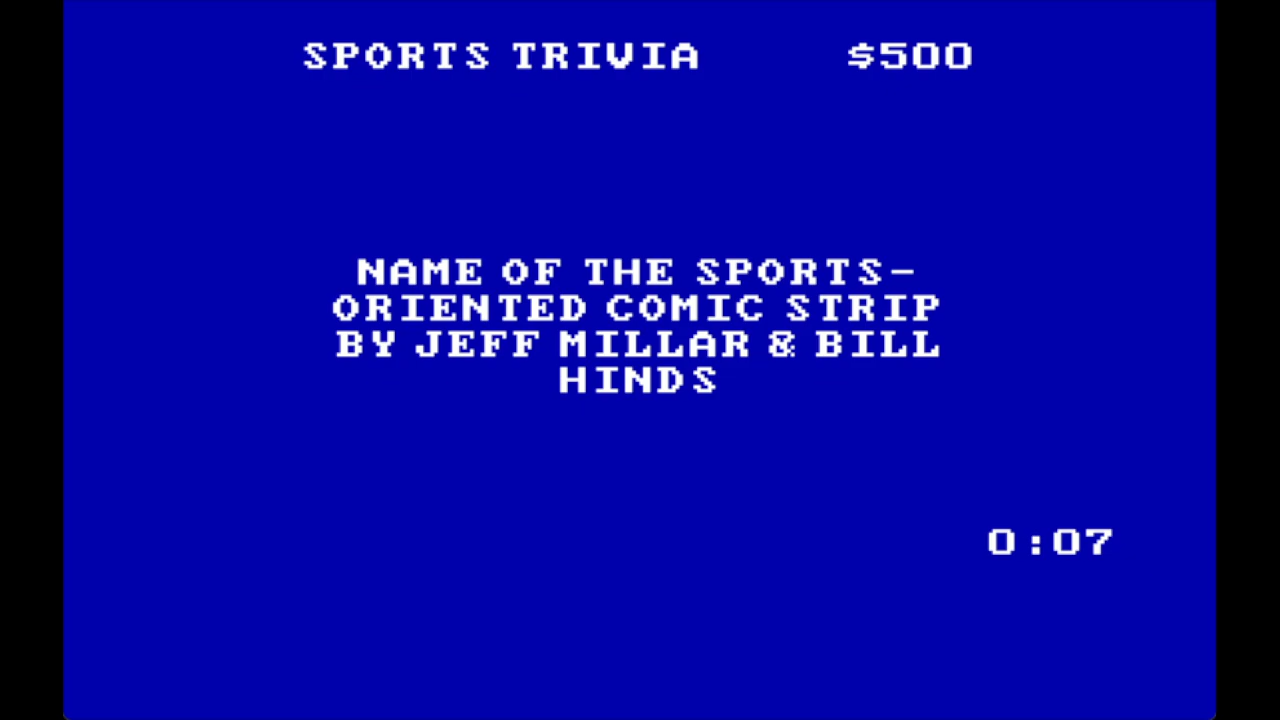 SPORTS TRIVIA $500
NAME OF THE SPORTS-
ORIENTED COMIC STRIP
BY JEFF MILLAR & BILL
HINDS
0:07